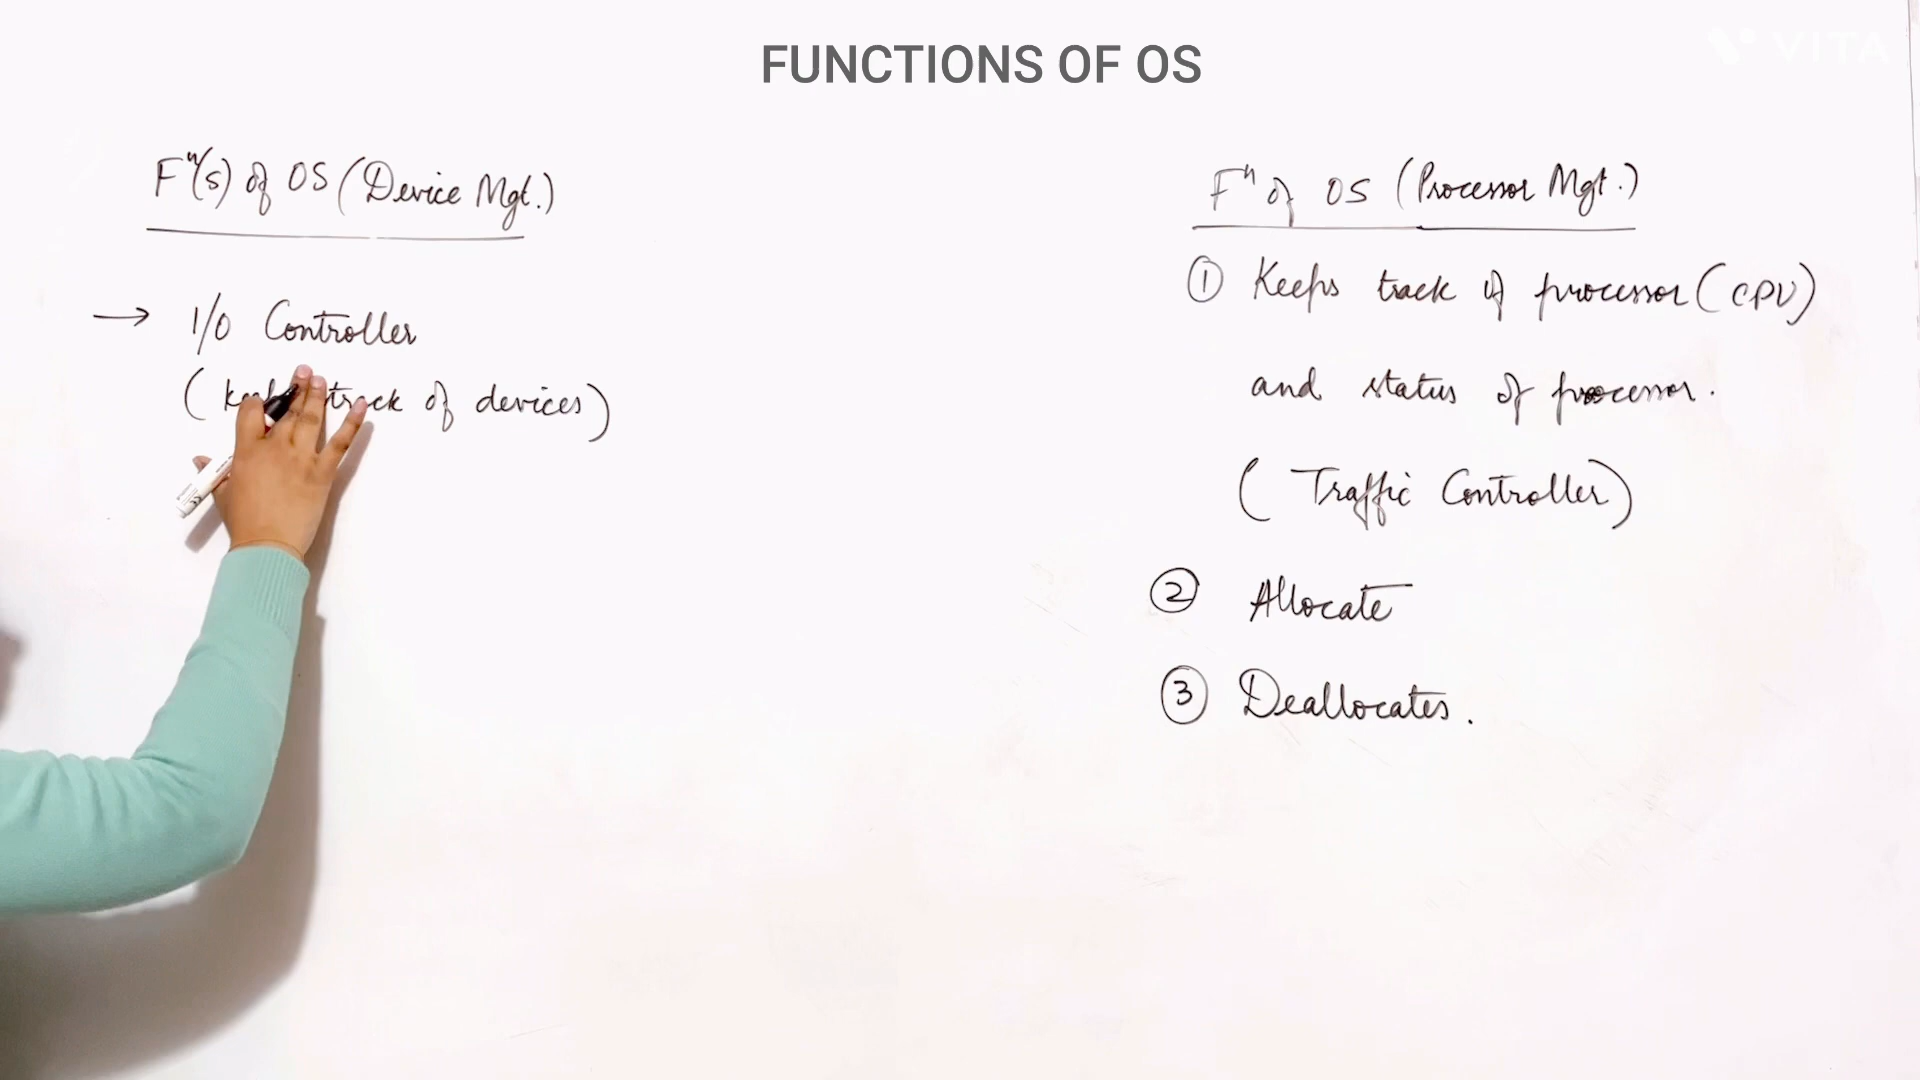 FUNCTIONS OF OS
VITA
Fⁿ(s) of OS (Device Mgt.)
→ I/O Controller
( track of devices)
Fⁿ of OS (Processor Mgt.)
① Keeps track of processor (CPU)
and status of processor.
(Traffic Controller)
② Allocate
③ Deallocates.